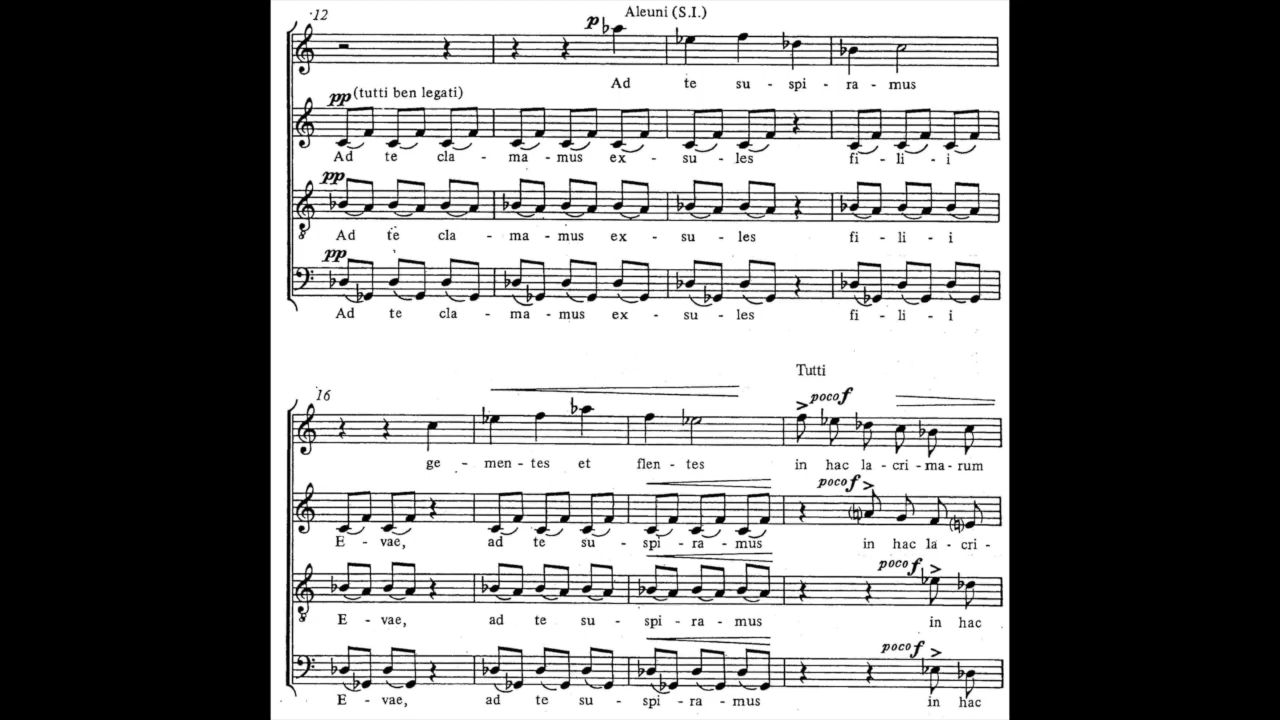 12
Aleuni (S.I.)
p
Ad te su - spi - ra - mus
pp (tutti ben legati)
Ad te cla - ma - mus ex - su - les fi - li - i
pp
Ad te cla - ma - mus ex - su - les fi - li - i
pp
Ad te cla - ma - mus ex - su - les fi - li - i
16
Tutti
poco f
ge - men - tes et flen - tes in hac la - cri - ma - rum
poco f
E - vae, ad te su - spi - ra - mus in hac la - cri -
poco f
E - vae, ad te su - spi - ra - mus in hac
poco f
E - vae, ad te su - spi - ra - mus in hac